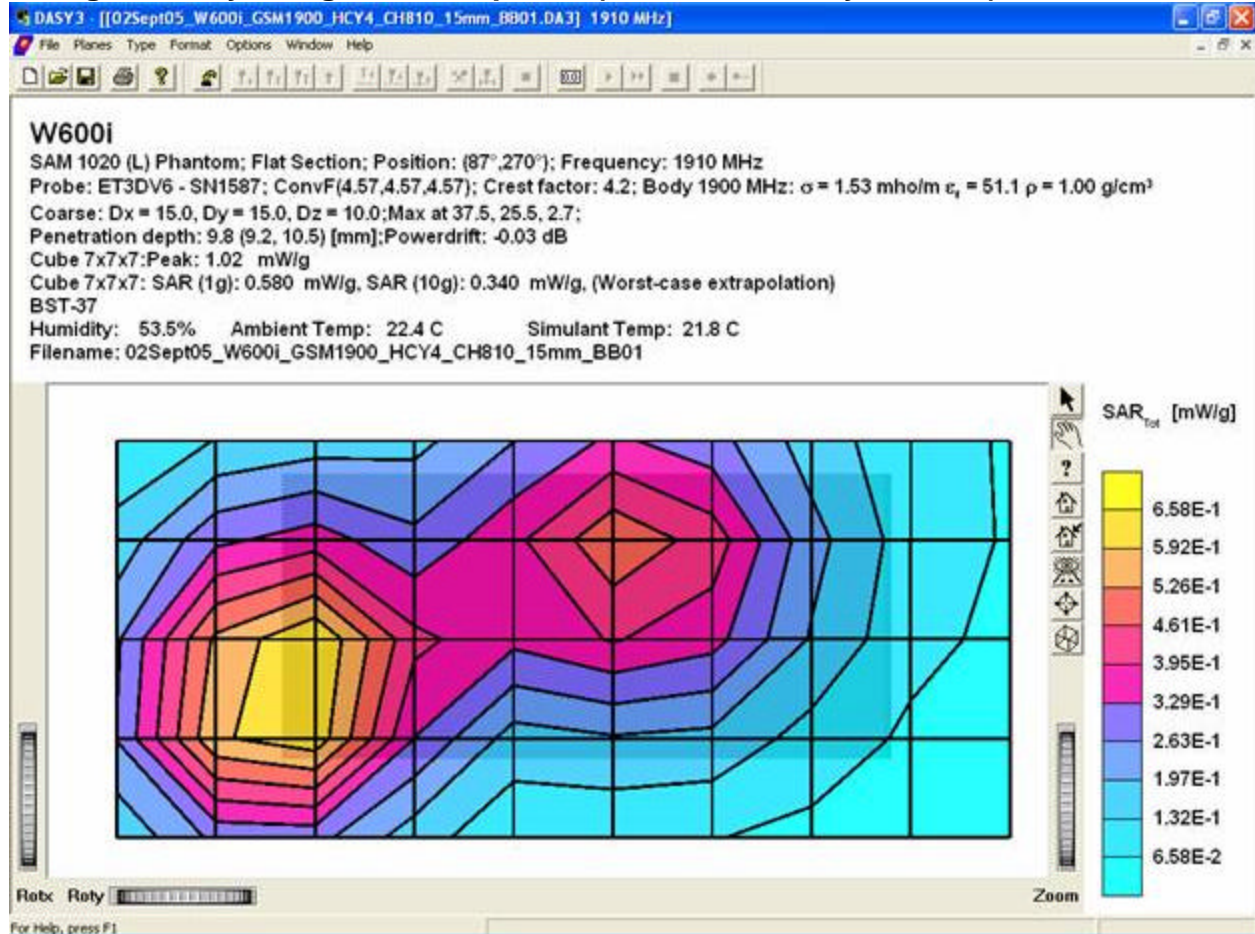 DASY3 - [[02Sept05_W600i_GSM1900_HCY4_CH810_15mm_BB01.DA3] 1910 MHz]
File Planes Type Format Options Window Help
W600i
SAM 1020 (L) Phantom; Flat Section; Position: (87°,270°); Frequency: 1910 MHz
Probe: ET3DV6 - SN1587; ConvF(4.57,4.57,4.57); Crest factor: 4.2; Body 1900 MHz: σ = 1.53 mho/m εr = 51.1 ρ = 1.00 g/cm³
Coarse: Dx = 15.0, Dy = 15.0, Dz = 10.0;Max at 37.5, 25.5, 2.7;
Penetration depth: 9.8 (9.2, 10.5) [mm];Powerdrift: -0.03 dB
Cube 7x7x7:Peak: 1.02 mW/g
Cube 7x7x7: SAR (1g): 0.580 mW/g, SAR (10g): 0.340 mW/g, (Worst-case extrapolation)
BST-37
Humidity: 53.5% Ambient Temp: 22.4 C Simulant Temp: 21.8 C
Filename: 02Sept05_W600i_GSM1900_HCY4_CH810_15mm_BB01
SARTot [mW/g]
6.58E-1
5.92E-1
5.26E-1
4.61E-1
3.95E-1
3.29E-1
2.63E-1
1.97E-1
1.32E-1
6.58E-2
Rotx Roty Zoom
For Help, press F1